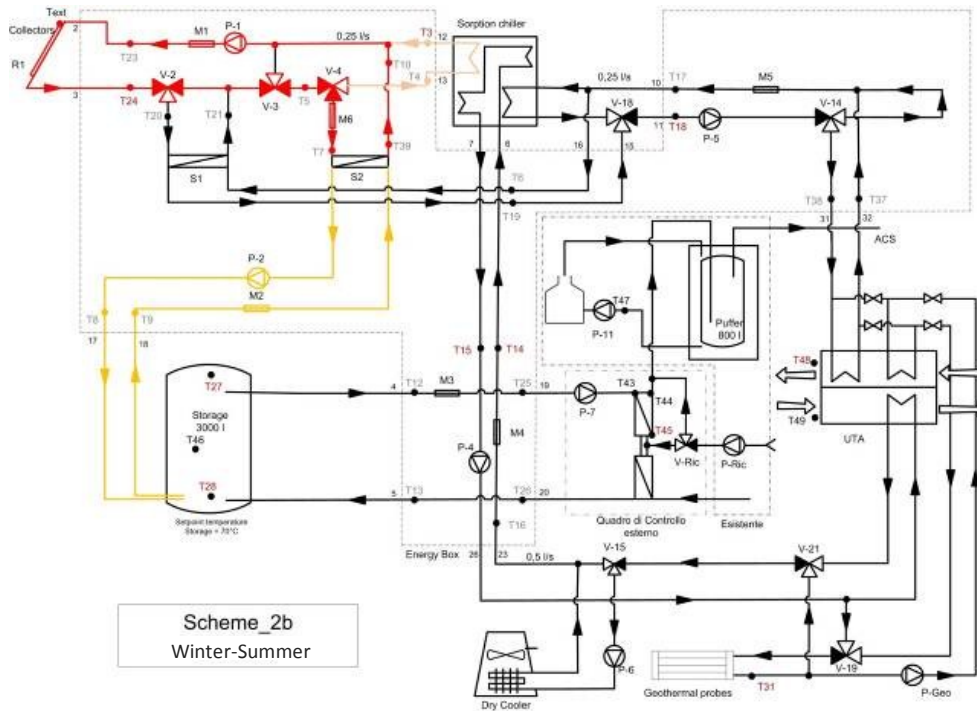 Text
Collectors
2
R1
3
T23
M1
P-1
0,25 l/s
T3
12
Sorption chiller
T10
T4
13
T24
V-2
V-3
T5
V-4
M6
T20
T21
T7
T39
S1
S2
T6
T19
7
6
16
15
0,25 l/s
10
T17
M5
V-18
11
T18
P-5
V-14
T38
31
T37
32
ACS
P-2
M2
T8
T9
17
18
P-11
T47
Puffer
800 l
T15
T14
T48
T49
UTA
T27
Storage
3000 l
T46
T28
Setpoint temperature
Storage = 70°C
4
T12
M3
T25
19
P-7
T43
T44
T45
V-Ric
P-Ric
P-4
M4
5
T13
T26
20
T16
Quadro di Controllo
esterno
Esistente
Energy Box
26
23
0,5 l/s
V-15
V-21
Scheme_2b
Winter-Summer
P-6
Dry Cooler
V-19
Geothermal probes
T31
P-Geo